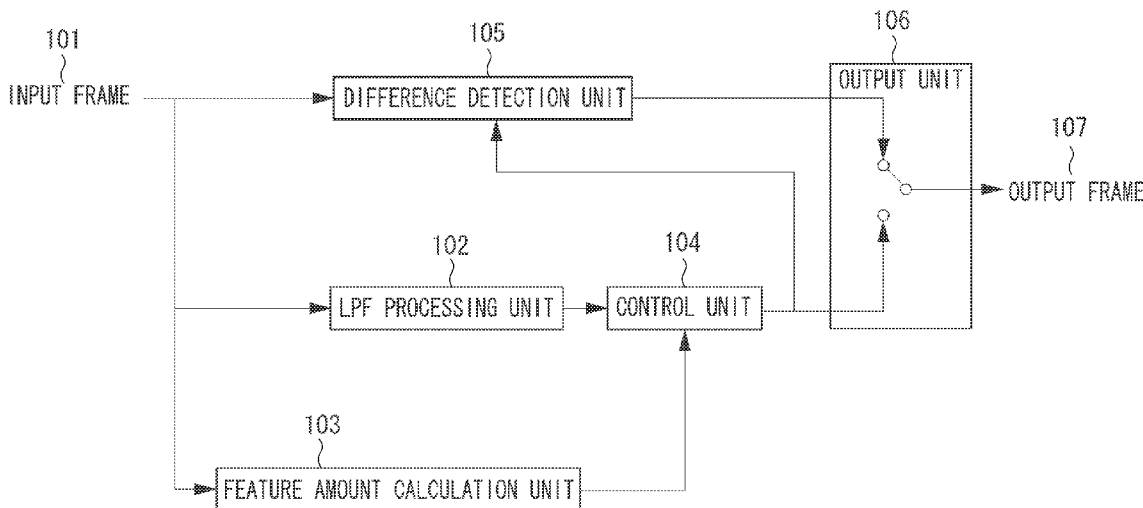 101
INPUT FRAME
105
DIFFERENCE DETECTION UNIT
106
OUTPUT UNIT
107
OUTPUT FRAME
102
LPF PROCESSING UNIT
104
CONTROL UNIT
103
FEATURE AMOUNT CALCULATION UNIT